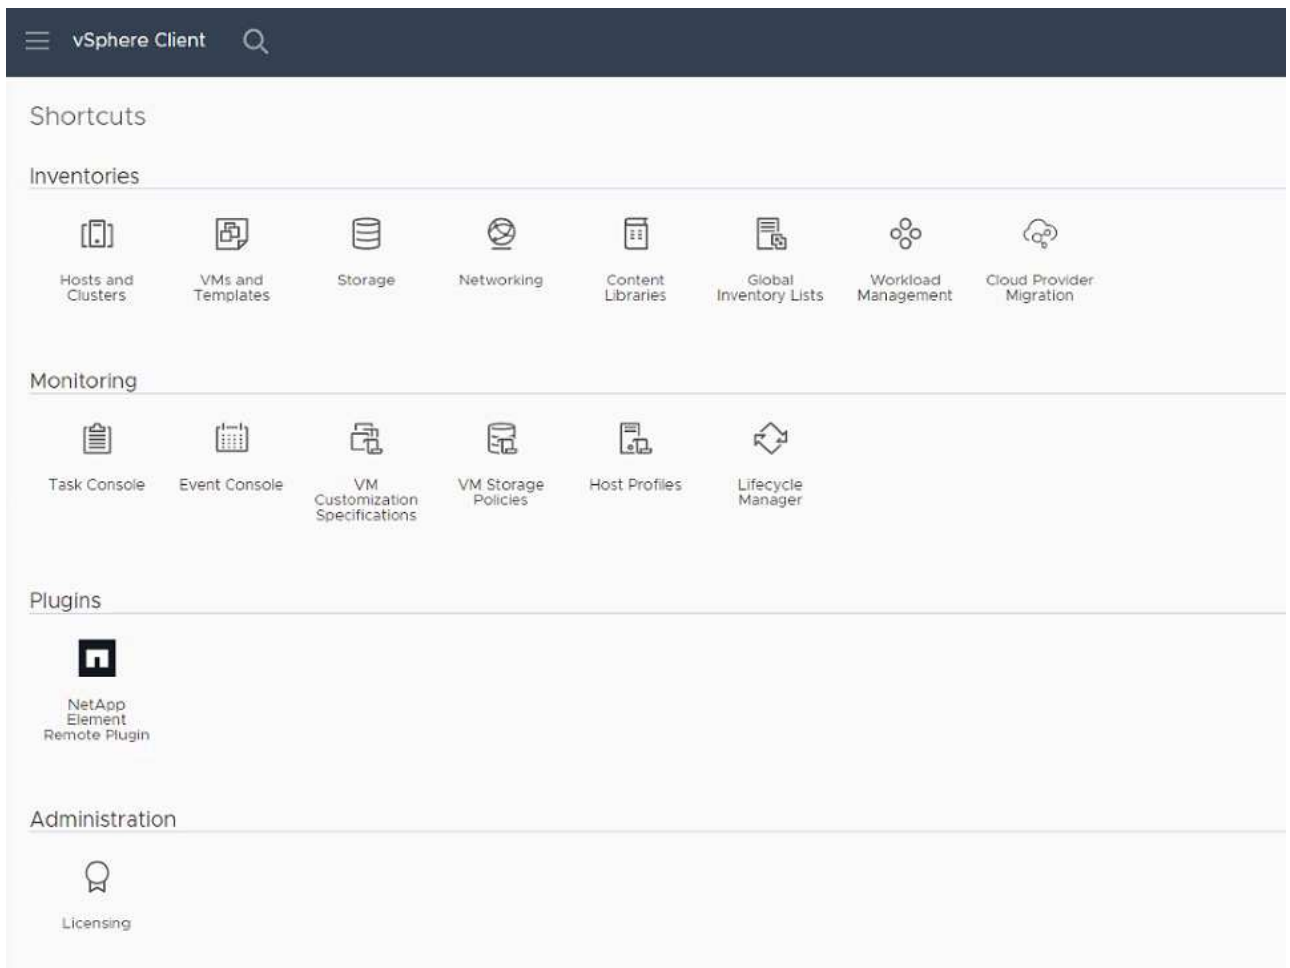 vSphere Client
Shortcuts
Inventories
Hosts and
Clusters
VMs and
Templates
Storage
Networking
Content
Libraries
Global
Inventory Lists
Workload
Management
Cloud Provider
Migration
Monitoring
Task Console
Event Console
VM
Customization
Specifications
VM Storage
Policies
Host Profiles
Lifecycle
Manager
Plugins
NetApp
Element
Remote Plugin
Administration
Licensing